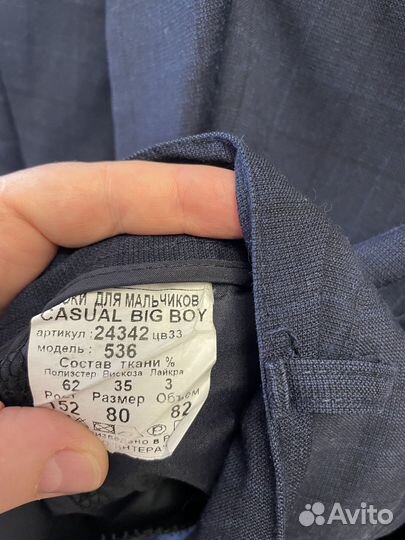 ДЛЯ МАЛЬЧИКОВ
CASUAL BIG BOY
артикул: 24342 цв33
модель: 536
Состав ткани %
Полиэстер Вискоза Лайкра
62 35 3
Рост Размер Объем
152 80 82
Avito